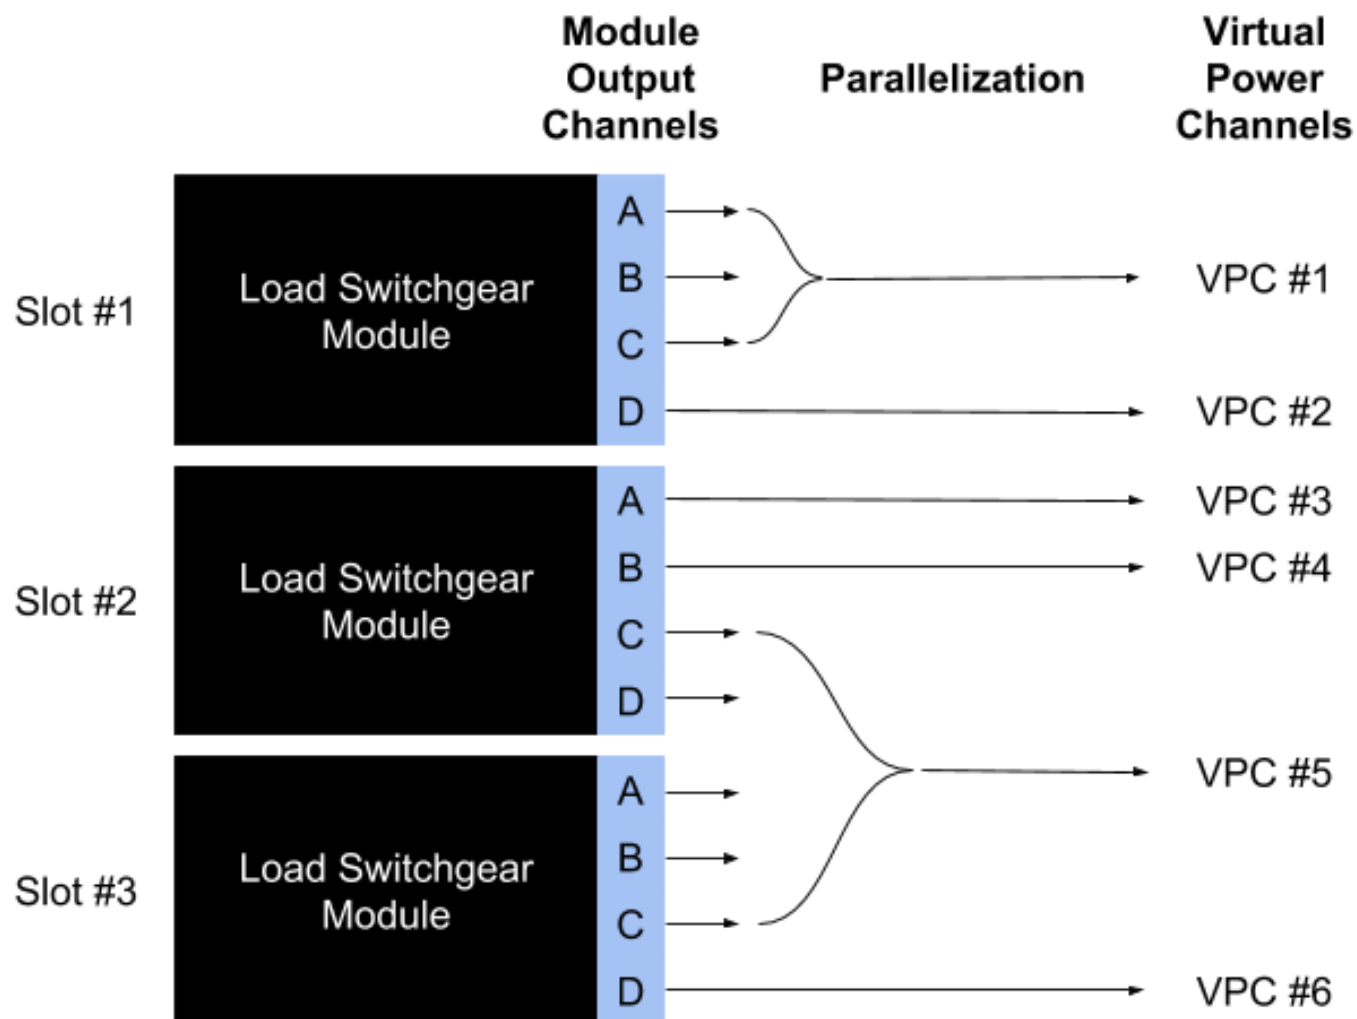 Module
Output
Channels
Parallelization
Virtual
Power
Channels
Slot #1
Load Switchgear
Module
A
B
C
D
VPC #1
VPC #2
Slot #2
Load Switchgear
Module
A
B
C
D
VPC #3
VPC #4
VPC #5
Slot #3
Load Switchgear
Module
A
B
C
D
VPC #6